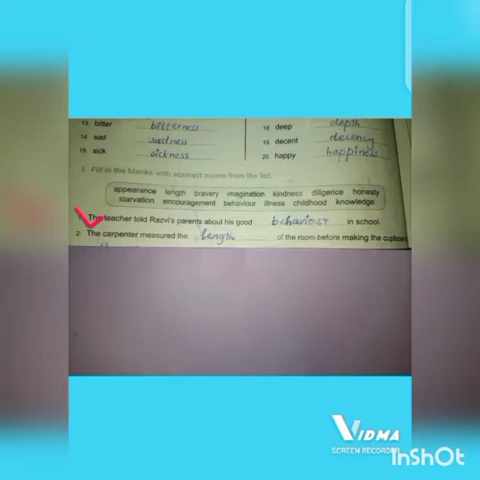 13. bitter bitterness 18. deep depth
14. sad sadness 19. decent decency
15. sick sickness 20. happy happiness
1. Fill in the blanks with abstract nouns from the list.
appearance length bravery imagination kindness diligence honesty
starvation encouragement behaviour illness childhood knowledge
The teacher told Razvi's parents about his good behaviour in school.
2. The carpenter measured the length of the room before making the cupboard
VIDMA
SCREEN RECORDER
InShOt